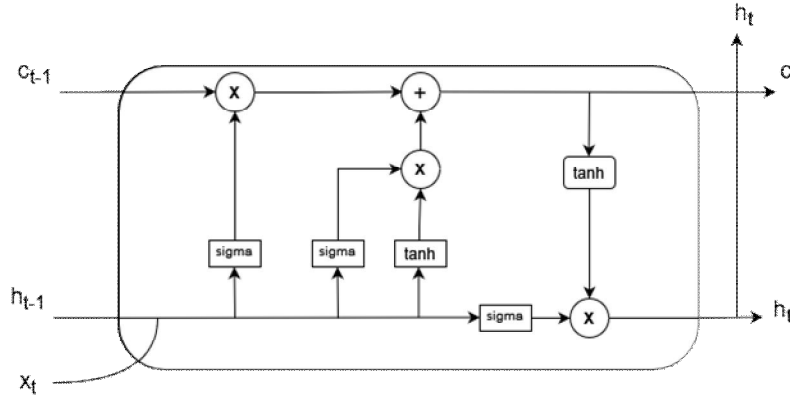 h_t
c_{t-1}
x
+
c
x
tanh
sigma
sigma
tanh
h_{t-1}
sigma
x
h_t
x_t